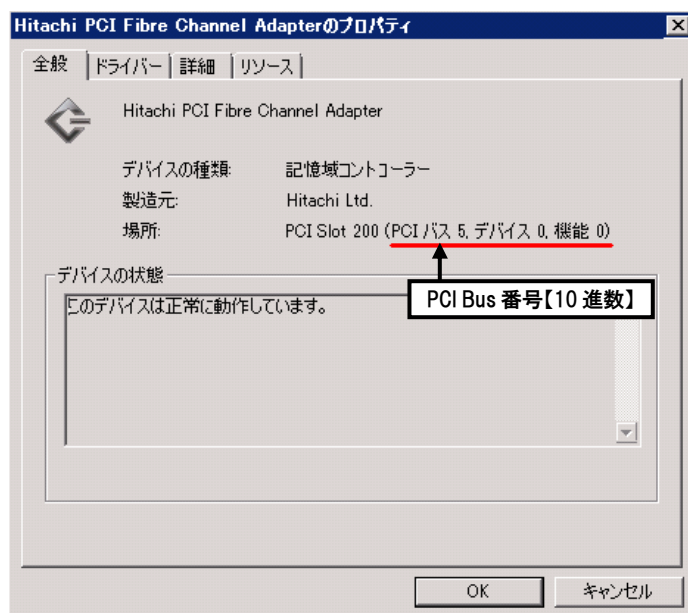 Hitachi PCI Fibre Channel Adapterのプロパティ
全般 ドライバー 詳細 リソース
Hitachi PCI Fibre Channel Adapter
デバイスの種類: 記憶域コントローラー
製造元: Hitachi Ltd.
場所: PCI Slot 200 (PCI バス 5, デバイス 0, 機能 0)
デバイスの状態
PCI Bus 番号【10 進数】
このデバイスは正常に動作しています。
OK キャンセル